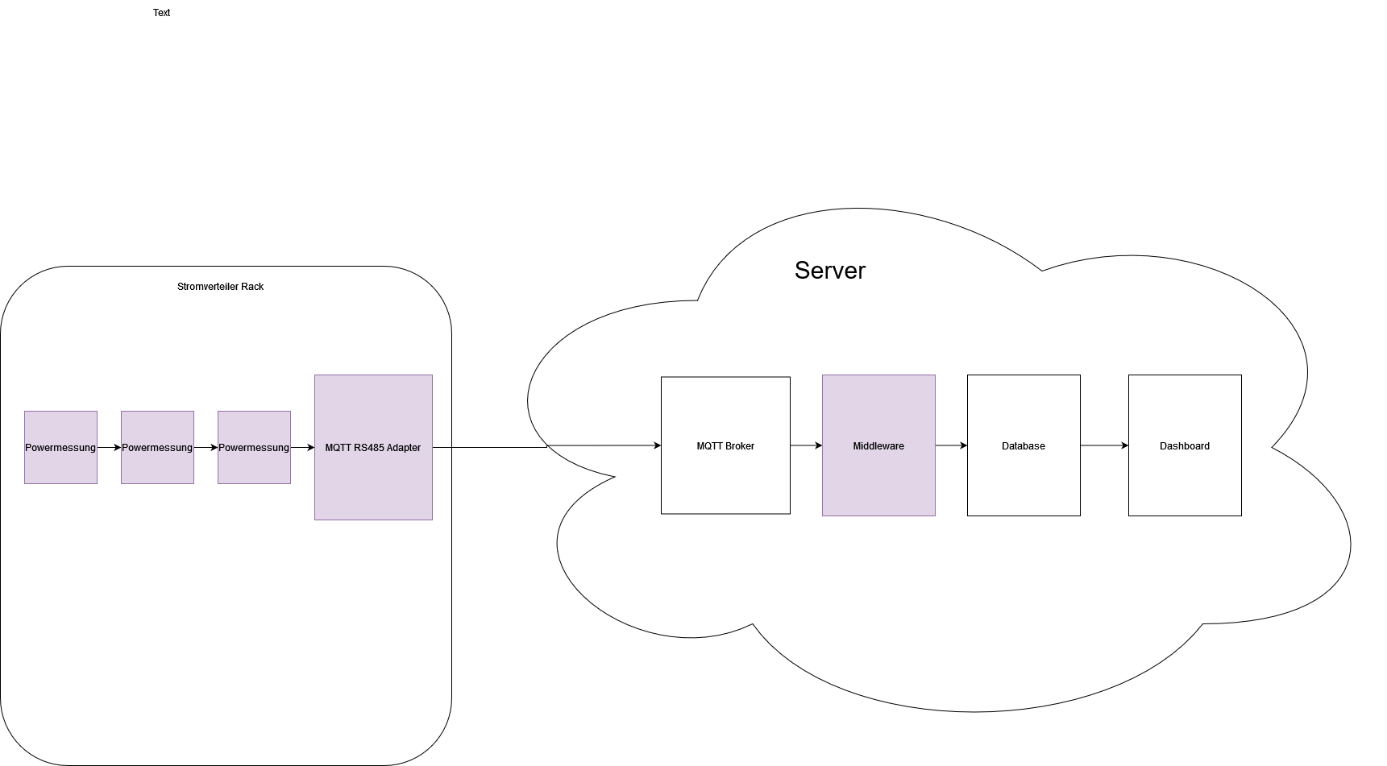 Text
Server
Stromverteiler Rack
Powermessung
Powermessung
Powermessung
MQTT RS485 Adapter
MQTT Broker
Middleware
Database
Dashboard